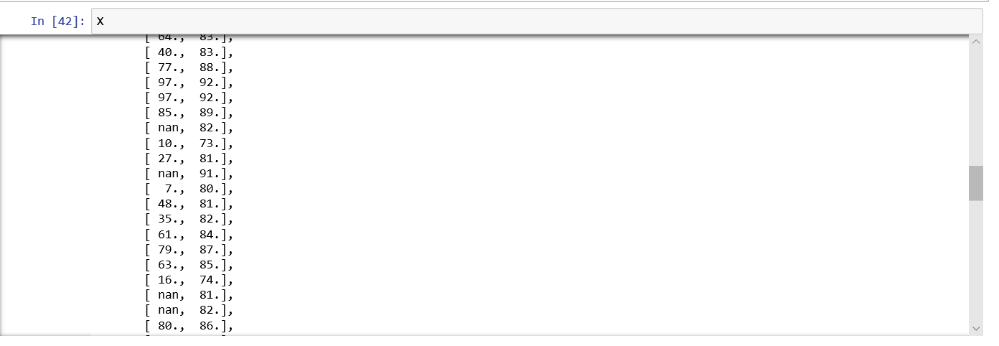 In [42]: X
[ 64.,  83.],
[ 40.,  83.],
[ 77.,  88.],
[ 97.,  92.],
[ 97.,  92.],
[ 85.,  89.],
[ nan,  82.],
[ 10.,  73.],
[ 27.,  81.],
[ nan,  91.],
[  7.,  80.],
[ 48.,  81.],
[ 35.,  82.],
[ 61.,  84.],
[ 79.,  87.],
[ 63.,  85.],
[ 16.,  74.],
[ nan,  81.],
[ nan,  82.],
[ 80.,  86.],